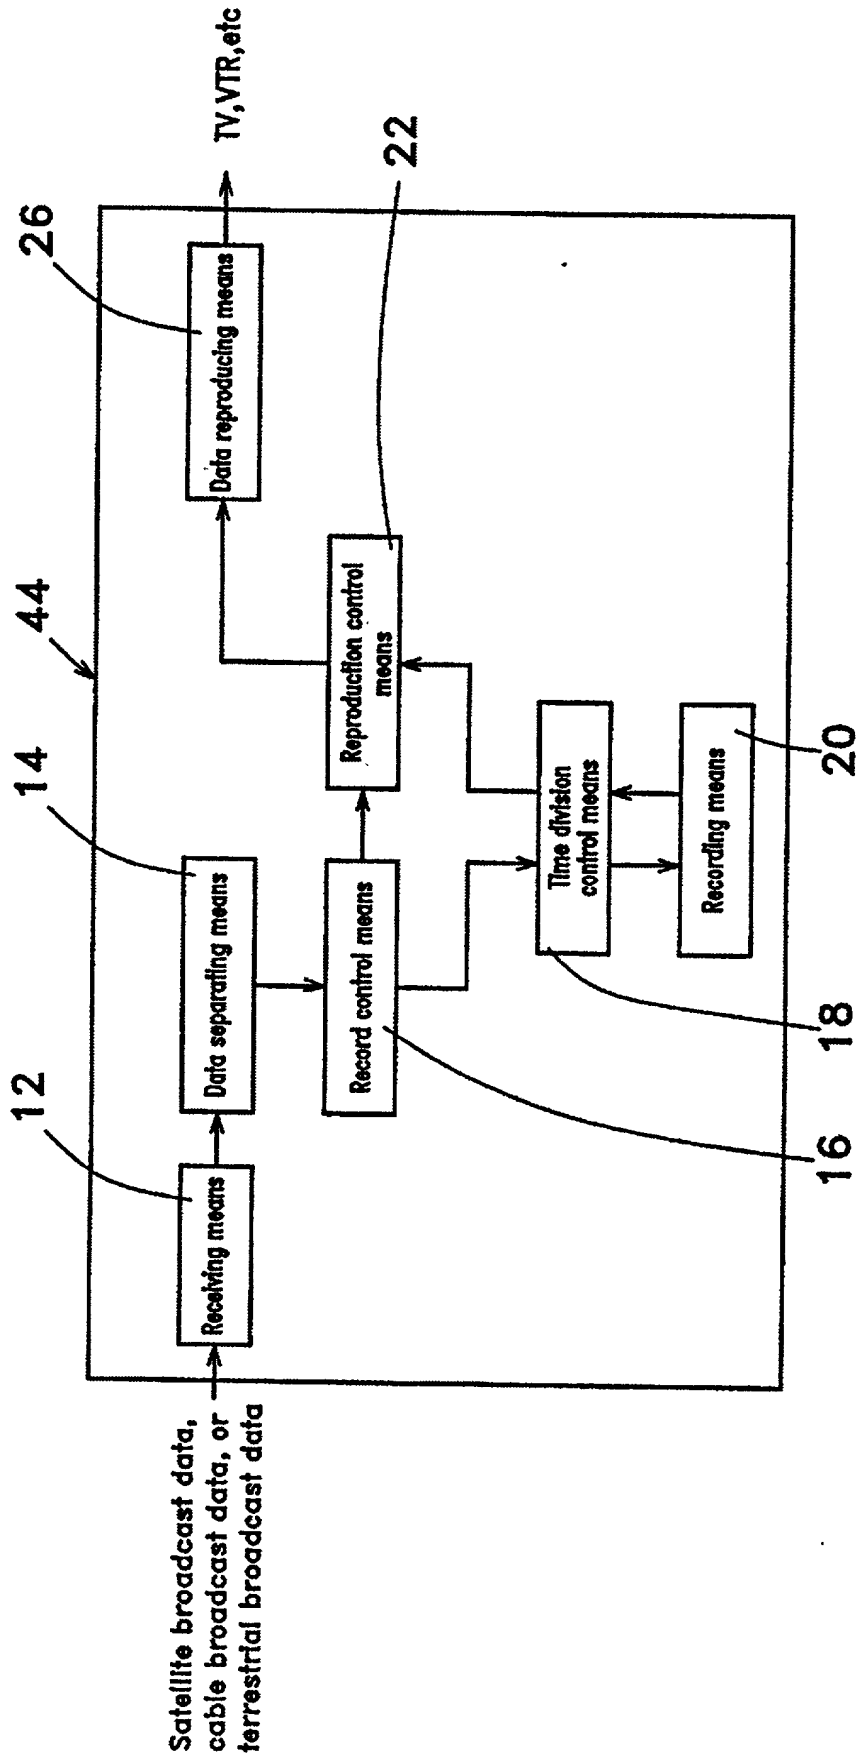 Satellite broadcast data,
cable broadcast data, or
terrestrial broadcast data
12
Receiving means
14
Data separating means
16
Record control means
44
22
Reproduction control
means
26
Data reproducing means
TV,VTR,etc
18
Time division
control means
20
Recording means